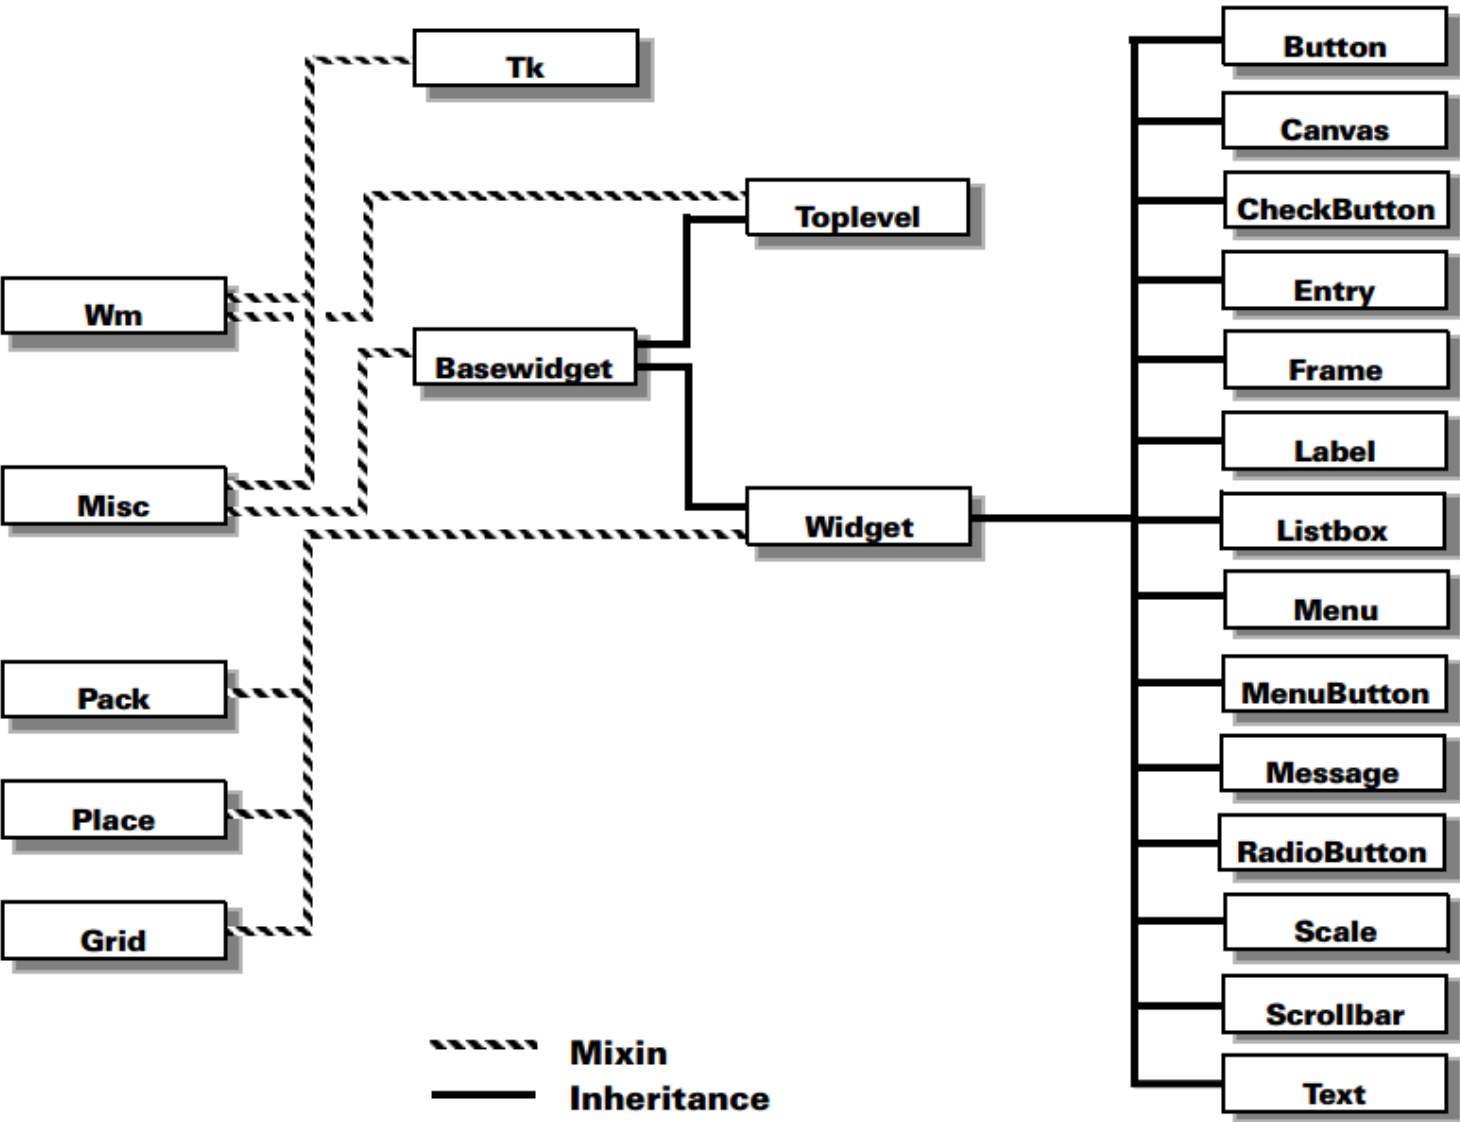 Tk
Toplevel
Wm
Basewidget
Misc
Widget
Pack
Place
Grid
Button
Canvas
CheckButton
Entry
Frame
Label
Listbox
Menu
MenuButton
Message
RadioButton
Scale
Scrollbar
Text
Mixin
Inheritance